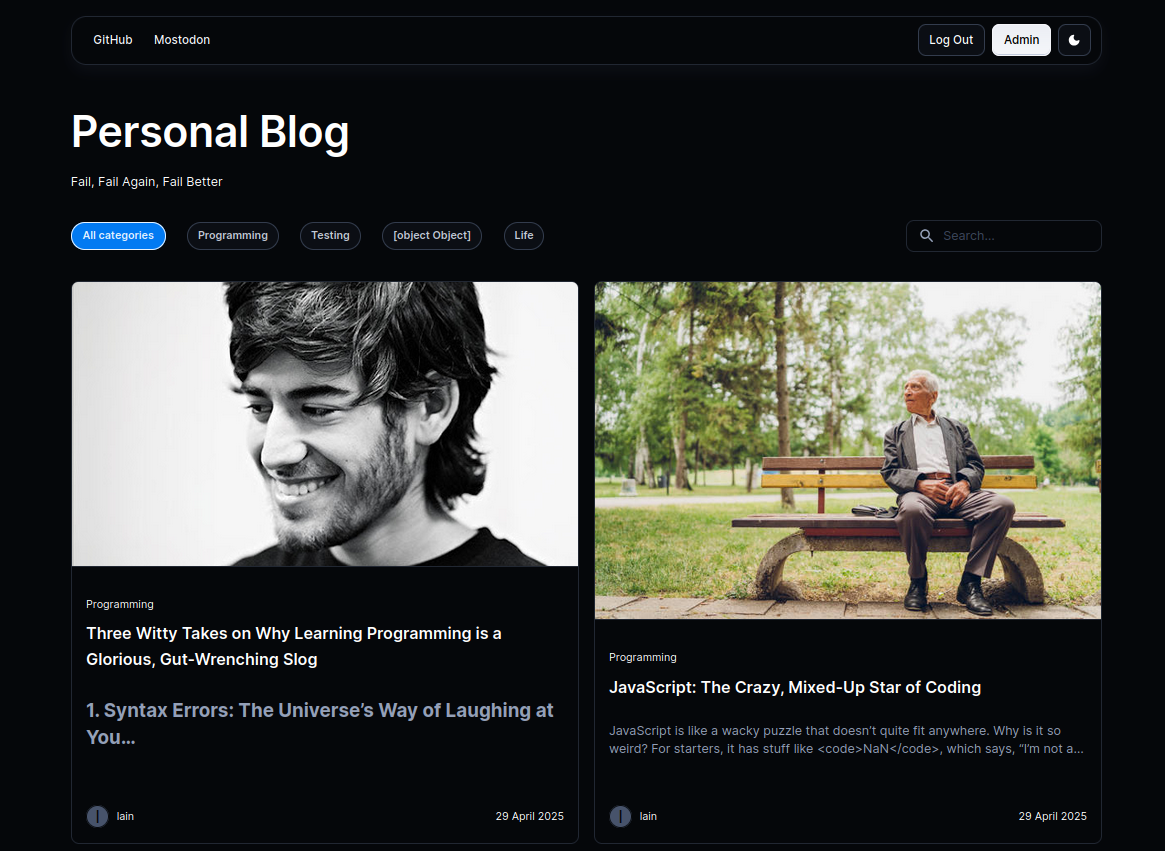 GitHub Mostodon Log Out Admin
Personal Blog
Fail, Fail Again, Fail Better
All categories Programming Testing [object Object] Life Search...
Programming
Three Witty Takes on Why Learning Programming is a
Glorious, Gut-Wrenching Slog
1. Syntax Errors: The Universe’s Way of Laughing at
You...
lain 29 April 2025
Programming
JavaScript: The Crazy, Mixed-Up Star of Coding
JavaScript is like a wacky puzzle that doesn’t quite fit anywhere. Why is it so
weird? For starters, it has stuff like <code>NaN</code>, which says, “I’m not a...
lain 29 April 2025